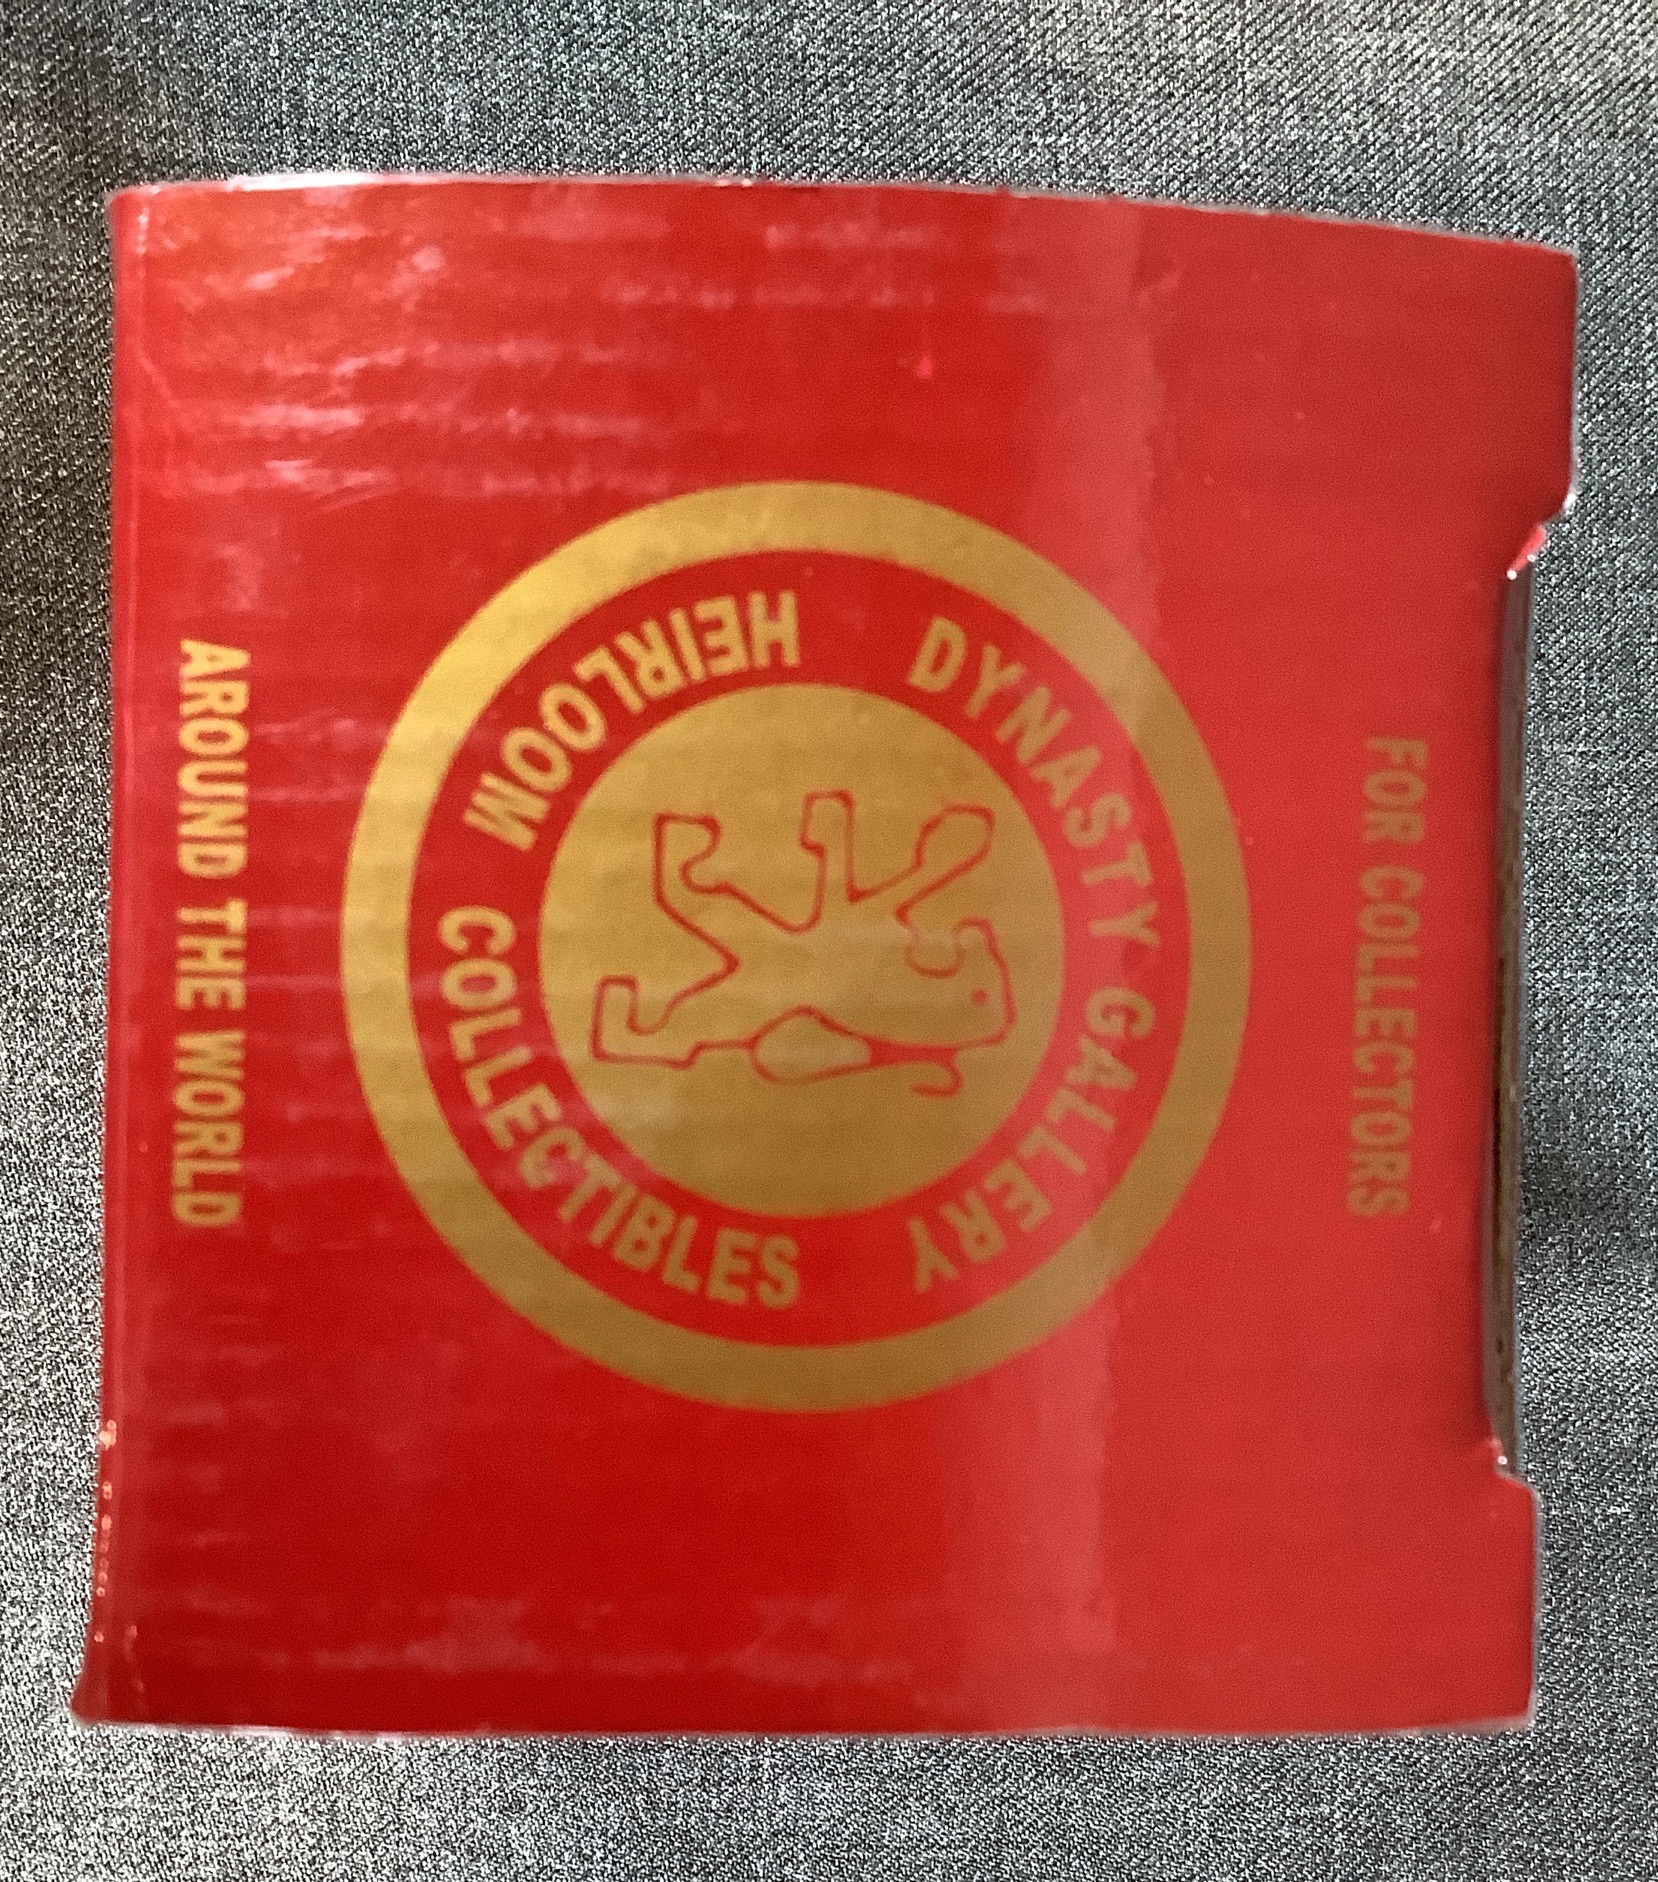 FOR COLLECTORS
DYNASTY GALLERY
HEIRLOOM COLLECTIBLES
AROUND THE WORLD